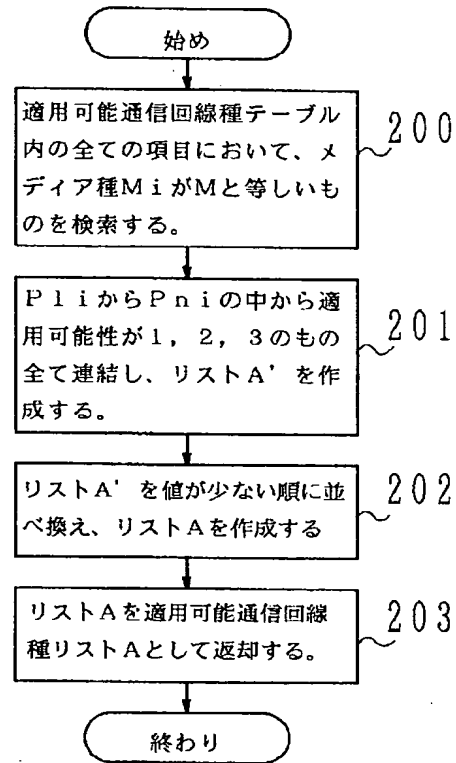 始め
適用可能通信回線種テーブル
内の全ての項目において、メ
ディア種MiがMと等しいも
のを検索する。
200
P1iからPniの中から適
用可能性が1，2，3のもの
全て連結し、リストA'を作
成する。
201
リストA'を値が少ない順に並
べ換え、リストAを作成する
202
リストAを適用可能通信回線
種リストAとして返却する。
203
終わり